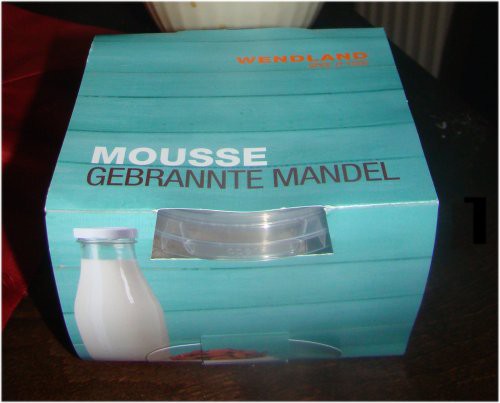 WENDLAND
MOUSSE
GEBRANNTE MANDEL
1